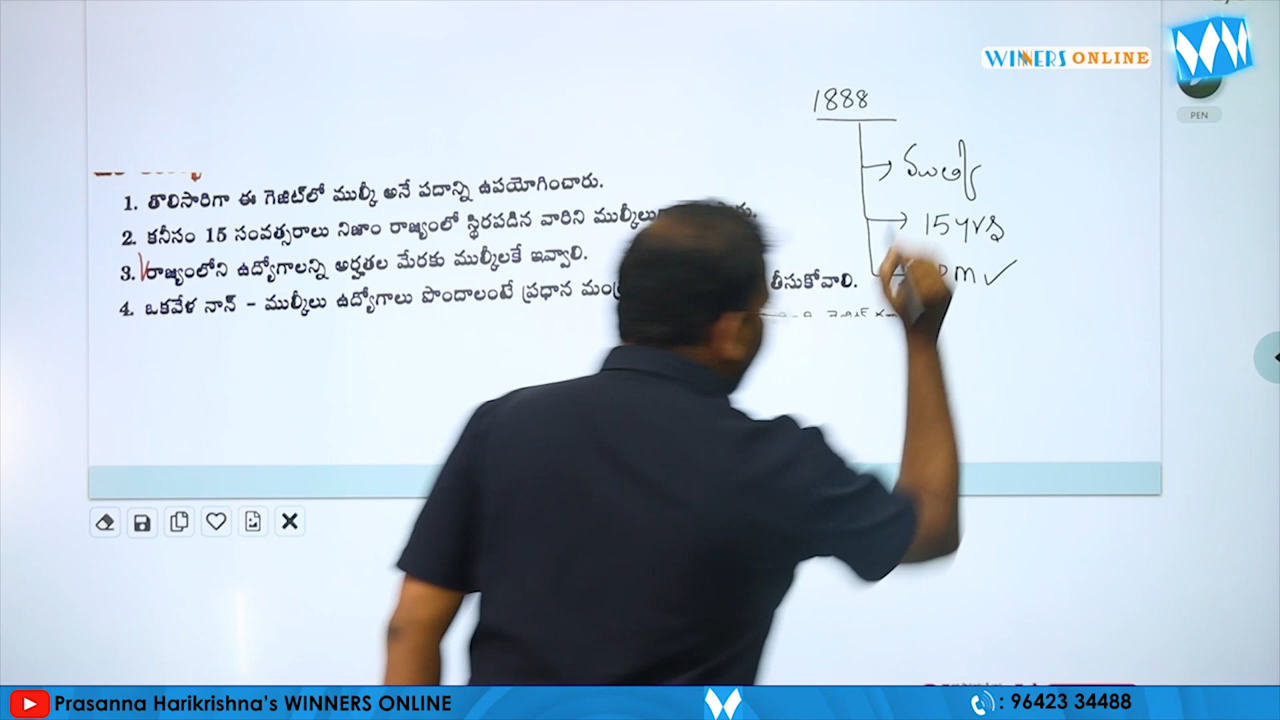 WINNERS ONLINE
PEN
1888
ముల్కీ
15 yrs
PM ✓
1. తొలిసారిగా ఈ గెజిట్‌లో ముల్కీ అనే పదాన్ని ఉపయోగించారు.
2. కనీసం 15 సంవత్సరాలు నిజాం రాజ్యంలో స్థిరపడిన వారిని
3. రాజ్యంలోని ఉద్యోగాలన్ని అర్హతల మేరకు ముల్కీలకే ఇవ్వాలి.
4. ఒకవేళ నాన్ - ముల్కీలు ఉద్యోగాలు పొందాలంటే ప్రధాన తీసుకోవాలి.
Prasanna Harikrishna's WINNERS ONLINE
: 96423 34488